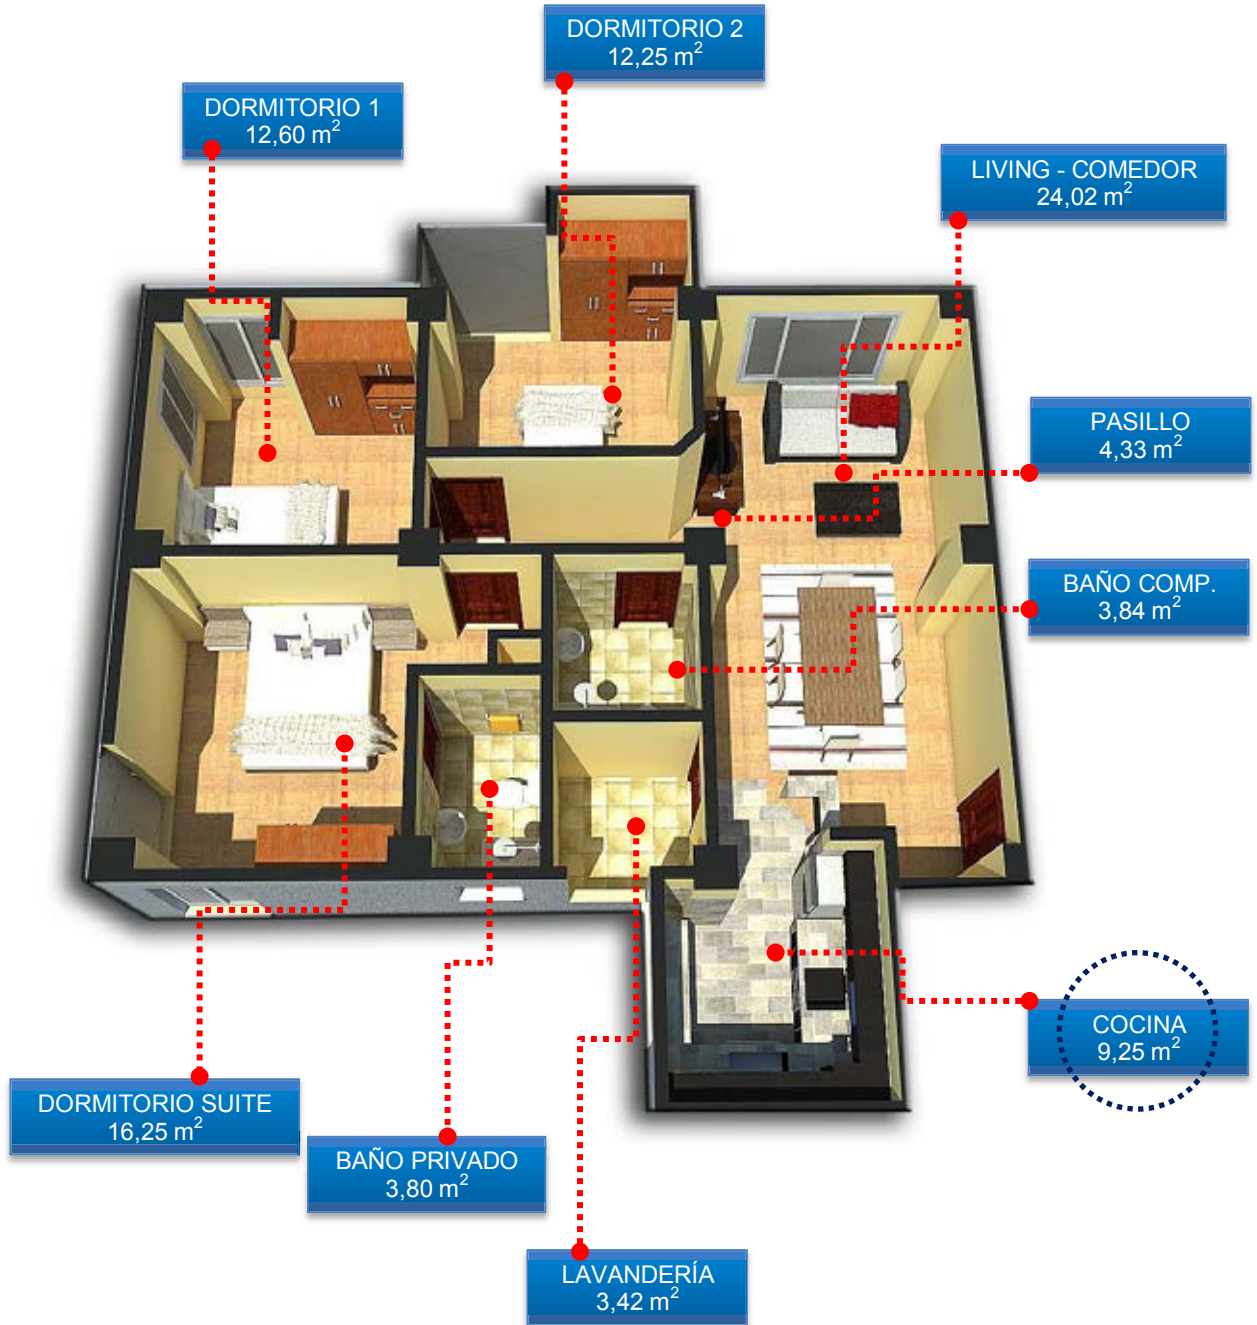 DORMITORIO 2
12,25 m²
DORMITORIO 1
12,60 m²
LIVING - COMEDOR
24,02 m²
PASILLO
4,33 m²
BAÑO COMP.
3,84 m²
COCINA
9,25 m²
DORMITORIO SUITE
16,25 m²
BAÑO PRIVADO
3,80 m²
LAVANDERÍA
3,42 m²